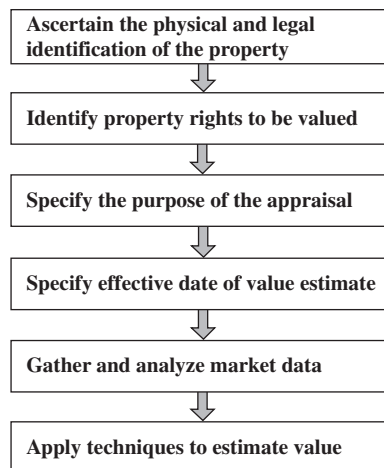 Ascertain the physical and legal
identification of the property
Identify property rights to be valued
Specify the purpose of the appraisal
Specify effective date of value estimate
Gather and analyze market data
Apply techniques to estimate value